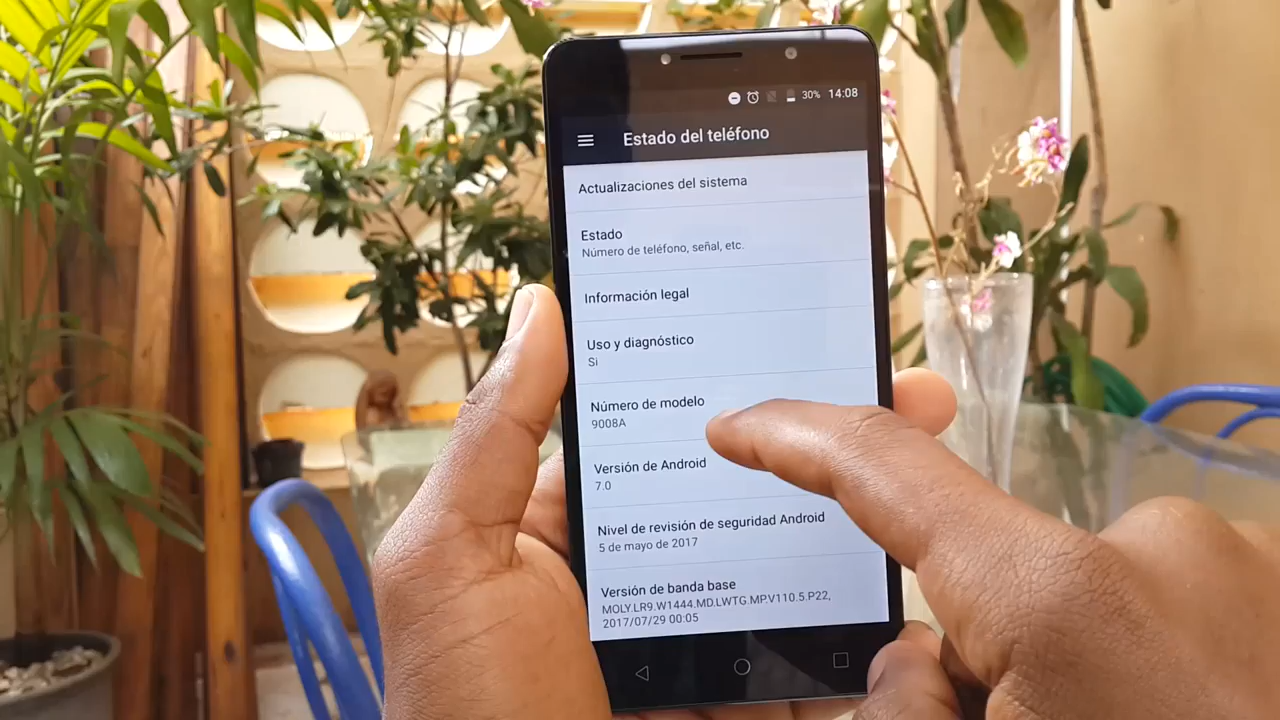 30% 14:08
Estado del teléfono
Actualizaciones del sistema
Estado
Número de teléfono, señal, etc.
Información legal
Uso y diagnóstico
Si
Número de modelo
9008A
Versión de Android
7.0
Nivel de revisión de seguridad Android
5 de mayo de 2017
Versión de banda base
MOLY.LR9.W1444.MD.LWTG.MP.V110.5.P22,
2017/07/29 00:05